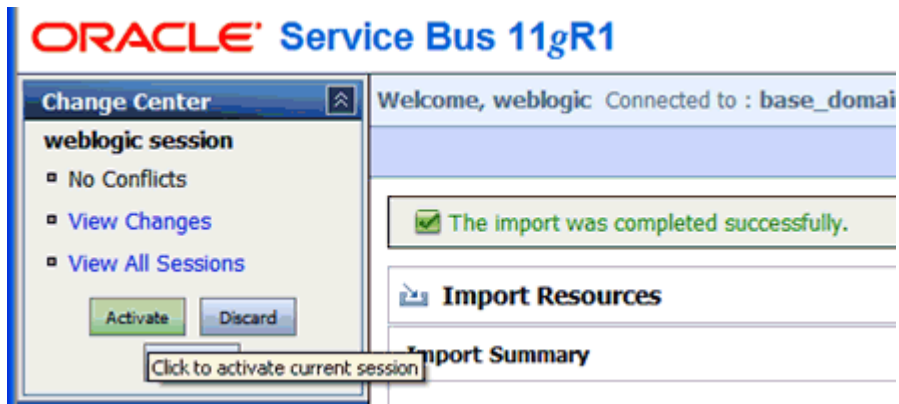 ORACLE Service Bus 11gR1
Change Center
weblogic session
No Conflicts
View Changes
View All Sessions
Activate Discard
Click to activate current session
Welcome, weblogic Connected to : base_domai
The import was completed successfully.
Import Resources
Import Summary